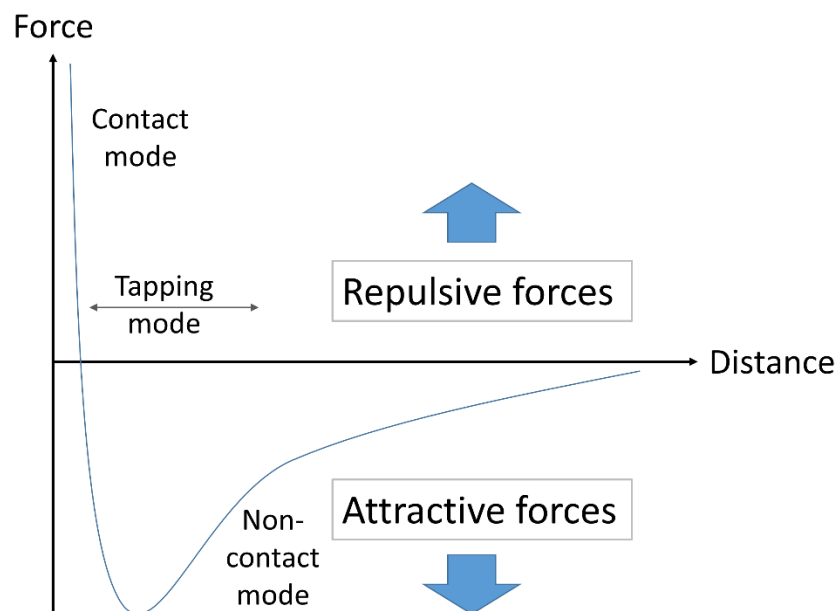 Force
Contact
mode
Tapping
mode
Repulsive forces
Distance
Attractive forces
Non-
contact
mode